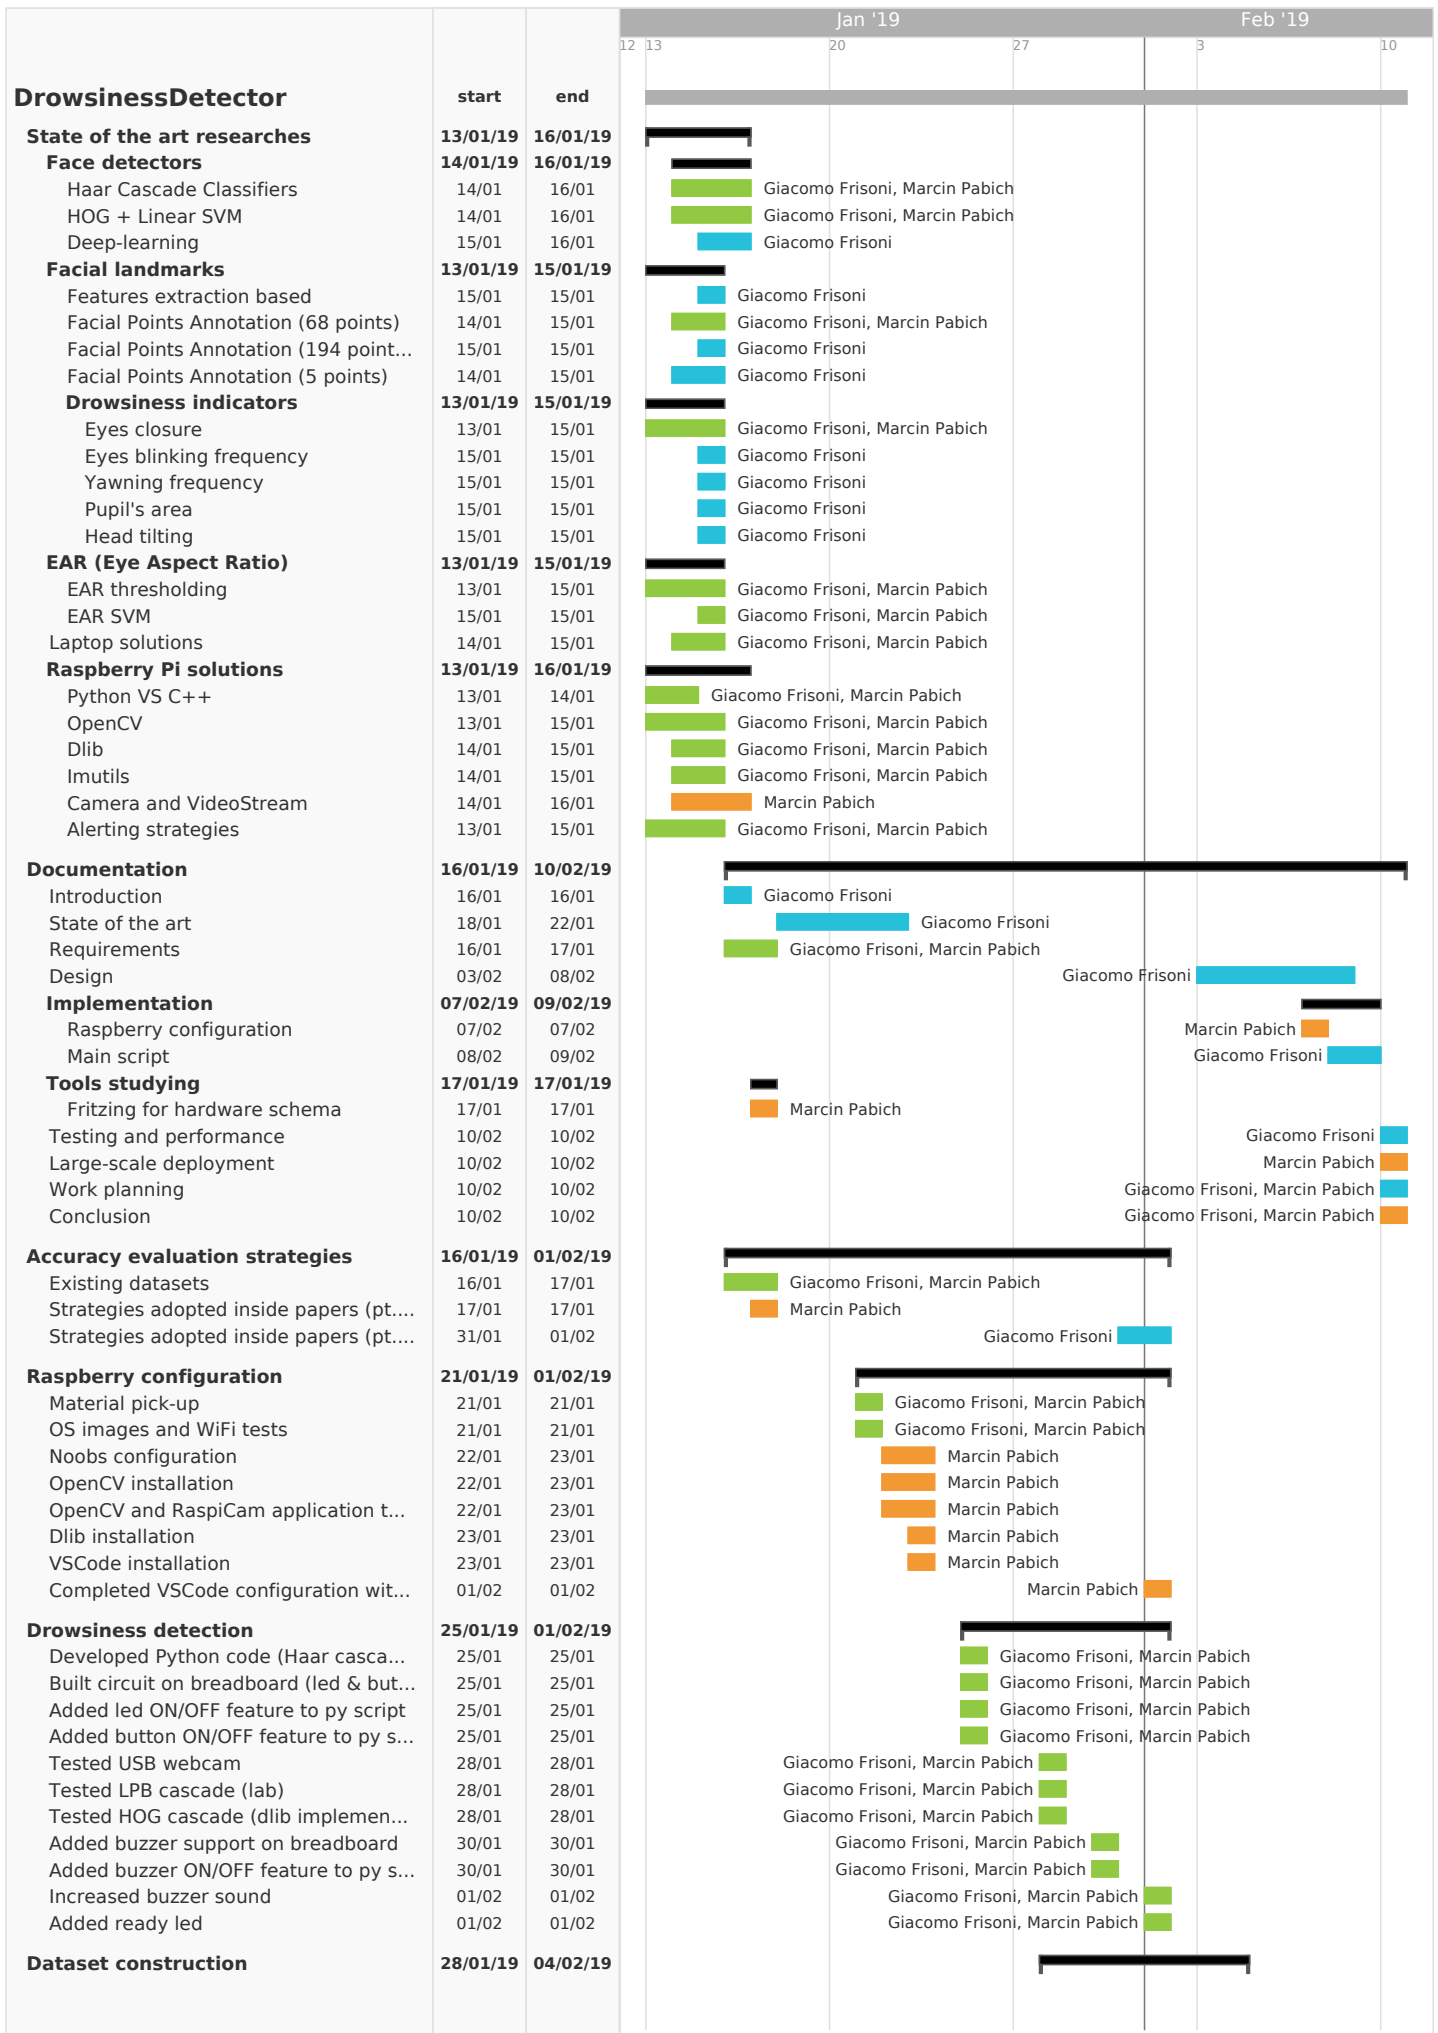 Jan '19 Feb '19
12 13 20 27 3 10
DrowsinessDetector start end
State of the art researches 13/01/19 16/01/19
Face detectors 14/01/19 16/01/19
Haar Cascade Classifiers 14/01 16/01 Giacomo Frisoni, Marcin Pabich
HOG + Linear SVM 14/01 16/01 Giacomo Frisoni, Marcin Pabich
Deep-learning 15/01 16/01 Giacomo Frisoni
Facial landmarks 13/01/19 15/01/19
Features extraction based 15/01 15/01 Giacomo Frisoni
Facial Points Annotation (68 points) 14/01 15/01 Giacomo Frisoni, Marcin Pabich
Facial Points Annotation (194 point... 15/01 15/01 Giacomo Frisoni
Facial Points Annotation (5 points) 14/01 15/01 Giacomo Frisoni
Drowsiness indicators 13/01/19 15/01/19
Eyes closure 13/01 15/01 Giacomo Frisoni, Marcin Pabich
Eyes blinking frequency 15/01 15/01 Giacomo Frisoni
Yawning frequency 15/01 15/01 Giacomo Frisoni
Pupil's area 15/01 15/01 Giacomo Frisoni
Head tilting 15/01 15/01 Giacomo Frisoni
EAR (Eye Aspect Ratio) 13/01/19 15/01/19
EAR thresholding 13/01 15/01 Giacomo Frisoni, Marcin Pabich
EAR SVM 15/01 15/01 Giacomo Frisoni, Marcin Pabich
Laptop solutions 14/01 15/01 Giacomo Frisoni, Marcin Pabich
Raspberry Pi solutions 13/01/19 16/01/19
Python VS C++ 13/01 14/01 Giacomo Frisoni, Marcin Pabich
OpenCV 13/01 15/01 Giacomo Frisoni, Marcin Pabich
Dlib 14/01 15/01 Giacomo Frisoni, Marcin Pabich
Imutils 14/01 15/01 Giacomo Frisoni, Marcin Pabich
Camera and VideoStream 14/01 16/01 Marcin Pabich
Alerting strategies 13/01 15/01 Giacomo Frisoni, Marcin Pabich
Documentation 16/01/19 10/02/19
Introduction 16/01 16/01 Giacomo Frisoni
State of the art 18/01 22/01 Giacomo Frisoni
Requirements 16/01 17/01 Giacomo Frisoni, Marcin Pabich
Design 03/02 08/02 Giacomo Frisoni
Implementation 07/02/19 09/02/19
Raspberry configuration 07/02 07/02 Marcin Pabich
Main script 08/02 09/02 Giacomo Frisoni
Tools studying 17/01/19 17/01/19
Fritzing for hardware schema 17/01 17/01 Marcin Pabich
Testing and performance 10/02 10/02 Giacomo Frisoni
Large-scale deployment 10/02 10/02 Marcin Pabich
Work planning 10/02 10/02 Giacomo Frisoni, Marcin Pabich
Conclusion 10/02 10/02 Giacomo Frisoni, Marcin Pabich
Accuracy evaluation strategies 16/01/19 01/02/19
Existing datasets 16/01 17/01 Giacomo Frisoni, Marcin Pabich
Strategies adopted inside papers (pt.... 17/01 17/01 Marcin Pabich
Strategies adopted inside papers (pt.... 31/01 01/02 Giacomo Frisoni
Raspberry configuration 21/01/19 01/02/19
Material pick-up 21/01 21/01 Giacomo Frisoni, Marcin Pabich
OS images and WiFi tests 21/01 21/01 Giacomo Frisoni, Marcin Pabich
Noobs configuration 22/01 23/01 Marcin Pabich
OpenCV installation 22/01 23/01 Marcin Pabich
OpenCV and RaspiCam application t... 22/01 23/01 Marcin Pabich
Dlib installation 23/01 23/01 Marcin Pabich
VSCode installation 23/01 23/01 Marcin Pabich
Completed VSCode configuration wit... 01/02 01/02 Marcin Pabich
Drowsiness detection 25/01/19 01/02/19
Developed Python code (Haar casca... 25/01 25/01 Giacomo Frisoni, Marcin Pabich
Built circuit on breadboard (led & but... 25/01 25/01 Giacomo Frisoni, Marcin Pabich
Added led ON/OFF feature to py script 25/01 25/01 Giacomo Frisoni, Marcin Pabich
Added button ON/OFF feature to py s... 25/01 25/01 Giacomo Frisoni, Marcin Pabich
Tested USB webcam 28/01 28/01 Giacomo Frisoni, Marcin Pabich
Tested LPB cascade (lab) 28/01 28/01 Giacomo Frisoni, Marcin Pabich
Tested HOG cascade (dlib implemen... 28/01 28/01 Giacomo Frisoni, Marcin Pabich
Added buzzer support on breadboard 30/01 30/01 Giacomo Frisoni, Marcin Pabich
Added buzzer ON/OFF feature to py s... 30/01 30/01 Giacomo Frisoni, Marcin Pabich
Increased buzzer sound 01/02 01/02 Giacomo Frisoni, Marcin Pabich
Added ready led 01/02 01/02 Giacomo Frisoni, Marcin Pabich
Dataset construction 28/01/19 04/02/19